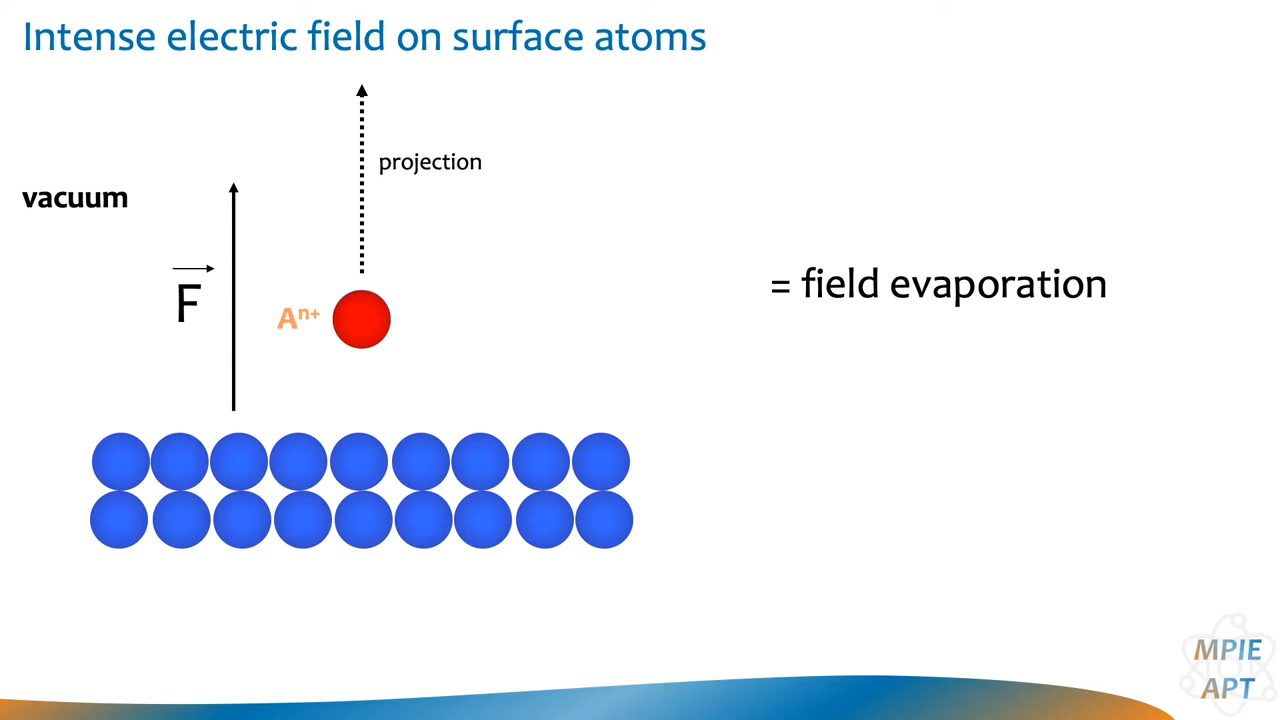 Intense electric field on surface atoms
projection
vacuum
F
Aⁿ⁺
= field evaporation
MPIE
APT